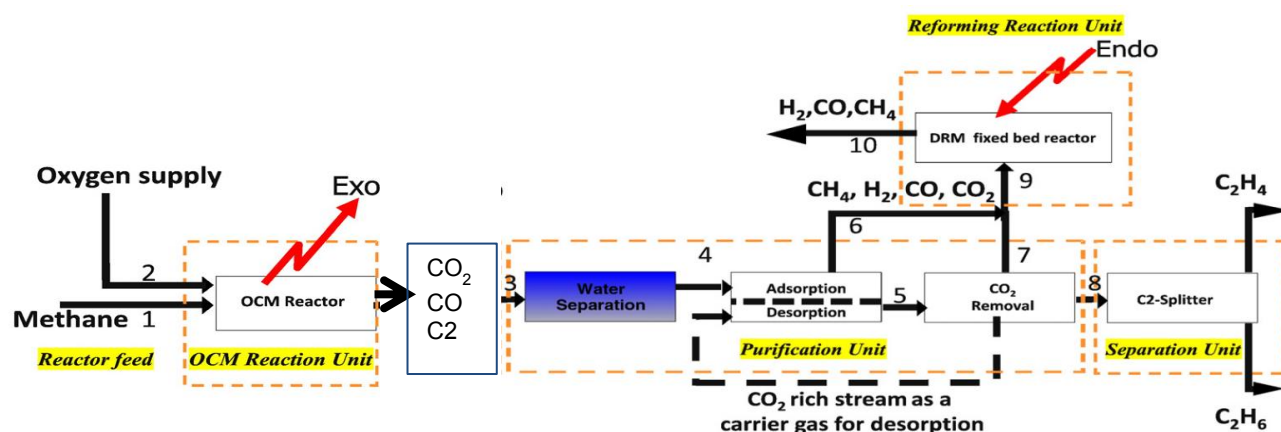 Reforming Reaction Unit
Endo
H₂,CO,CH₄
10
DRM fixed bed reactor
9
Oxygen supply
Exo
CH₄, H₂, CO, CO₂
6
7
C₂H₄
2
OCM Reactor
Methane
1
CO₂
CO
C2
3
Water
Separation
4
Adsorption
Desorption
5
CO₂
Removal
8
C2-Splitter
Reactor feed
OCM Reaction Unit
Purification Unit
Separation Unit
CO₂ rich stream as a
carrier gas for desorption
C₂H₆